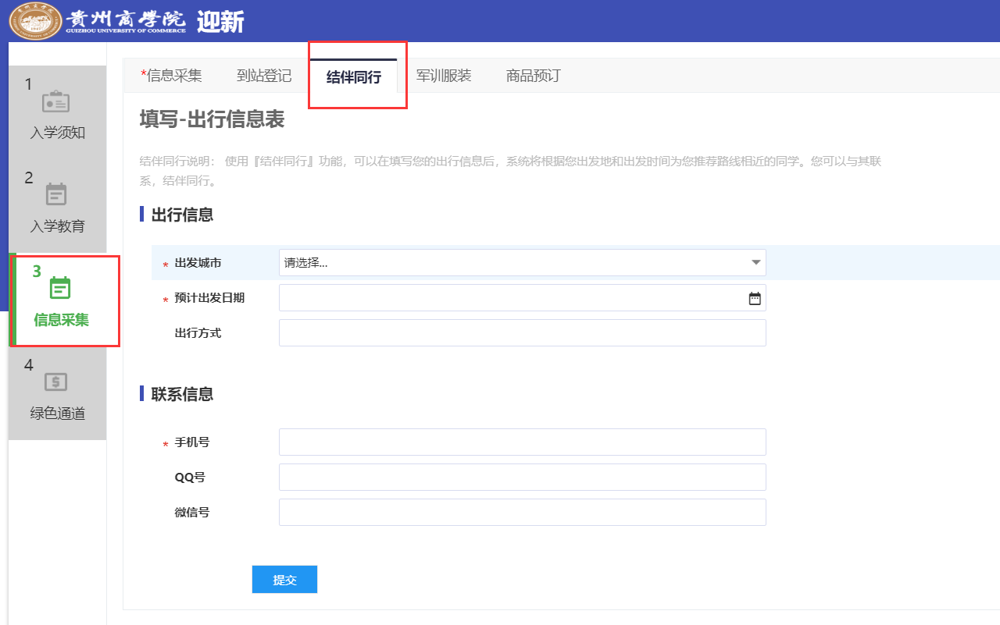 貴州商學院 迎新
GUIZHOU UNIVERSITY OF COMMERCE
1
入学须知
2
入学教育
3
信息采集
4
绿色通道
*信息采集 到站登记 结伴同行 军训服装 商品预订
填写-出行信息表
结伴同行说明： 使用『结伴同行』功能，可以在填写您的出行信息后，系统将根据您出发地和出发时间为您推荐路线相近的同学。您可以与其联
系，结伴同行。
出行信息
* 出发城市 请选择...
* 预计出发日期
出行方式
联系信息
* 手机号
QQ号
微信号
提交